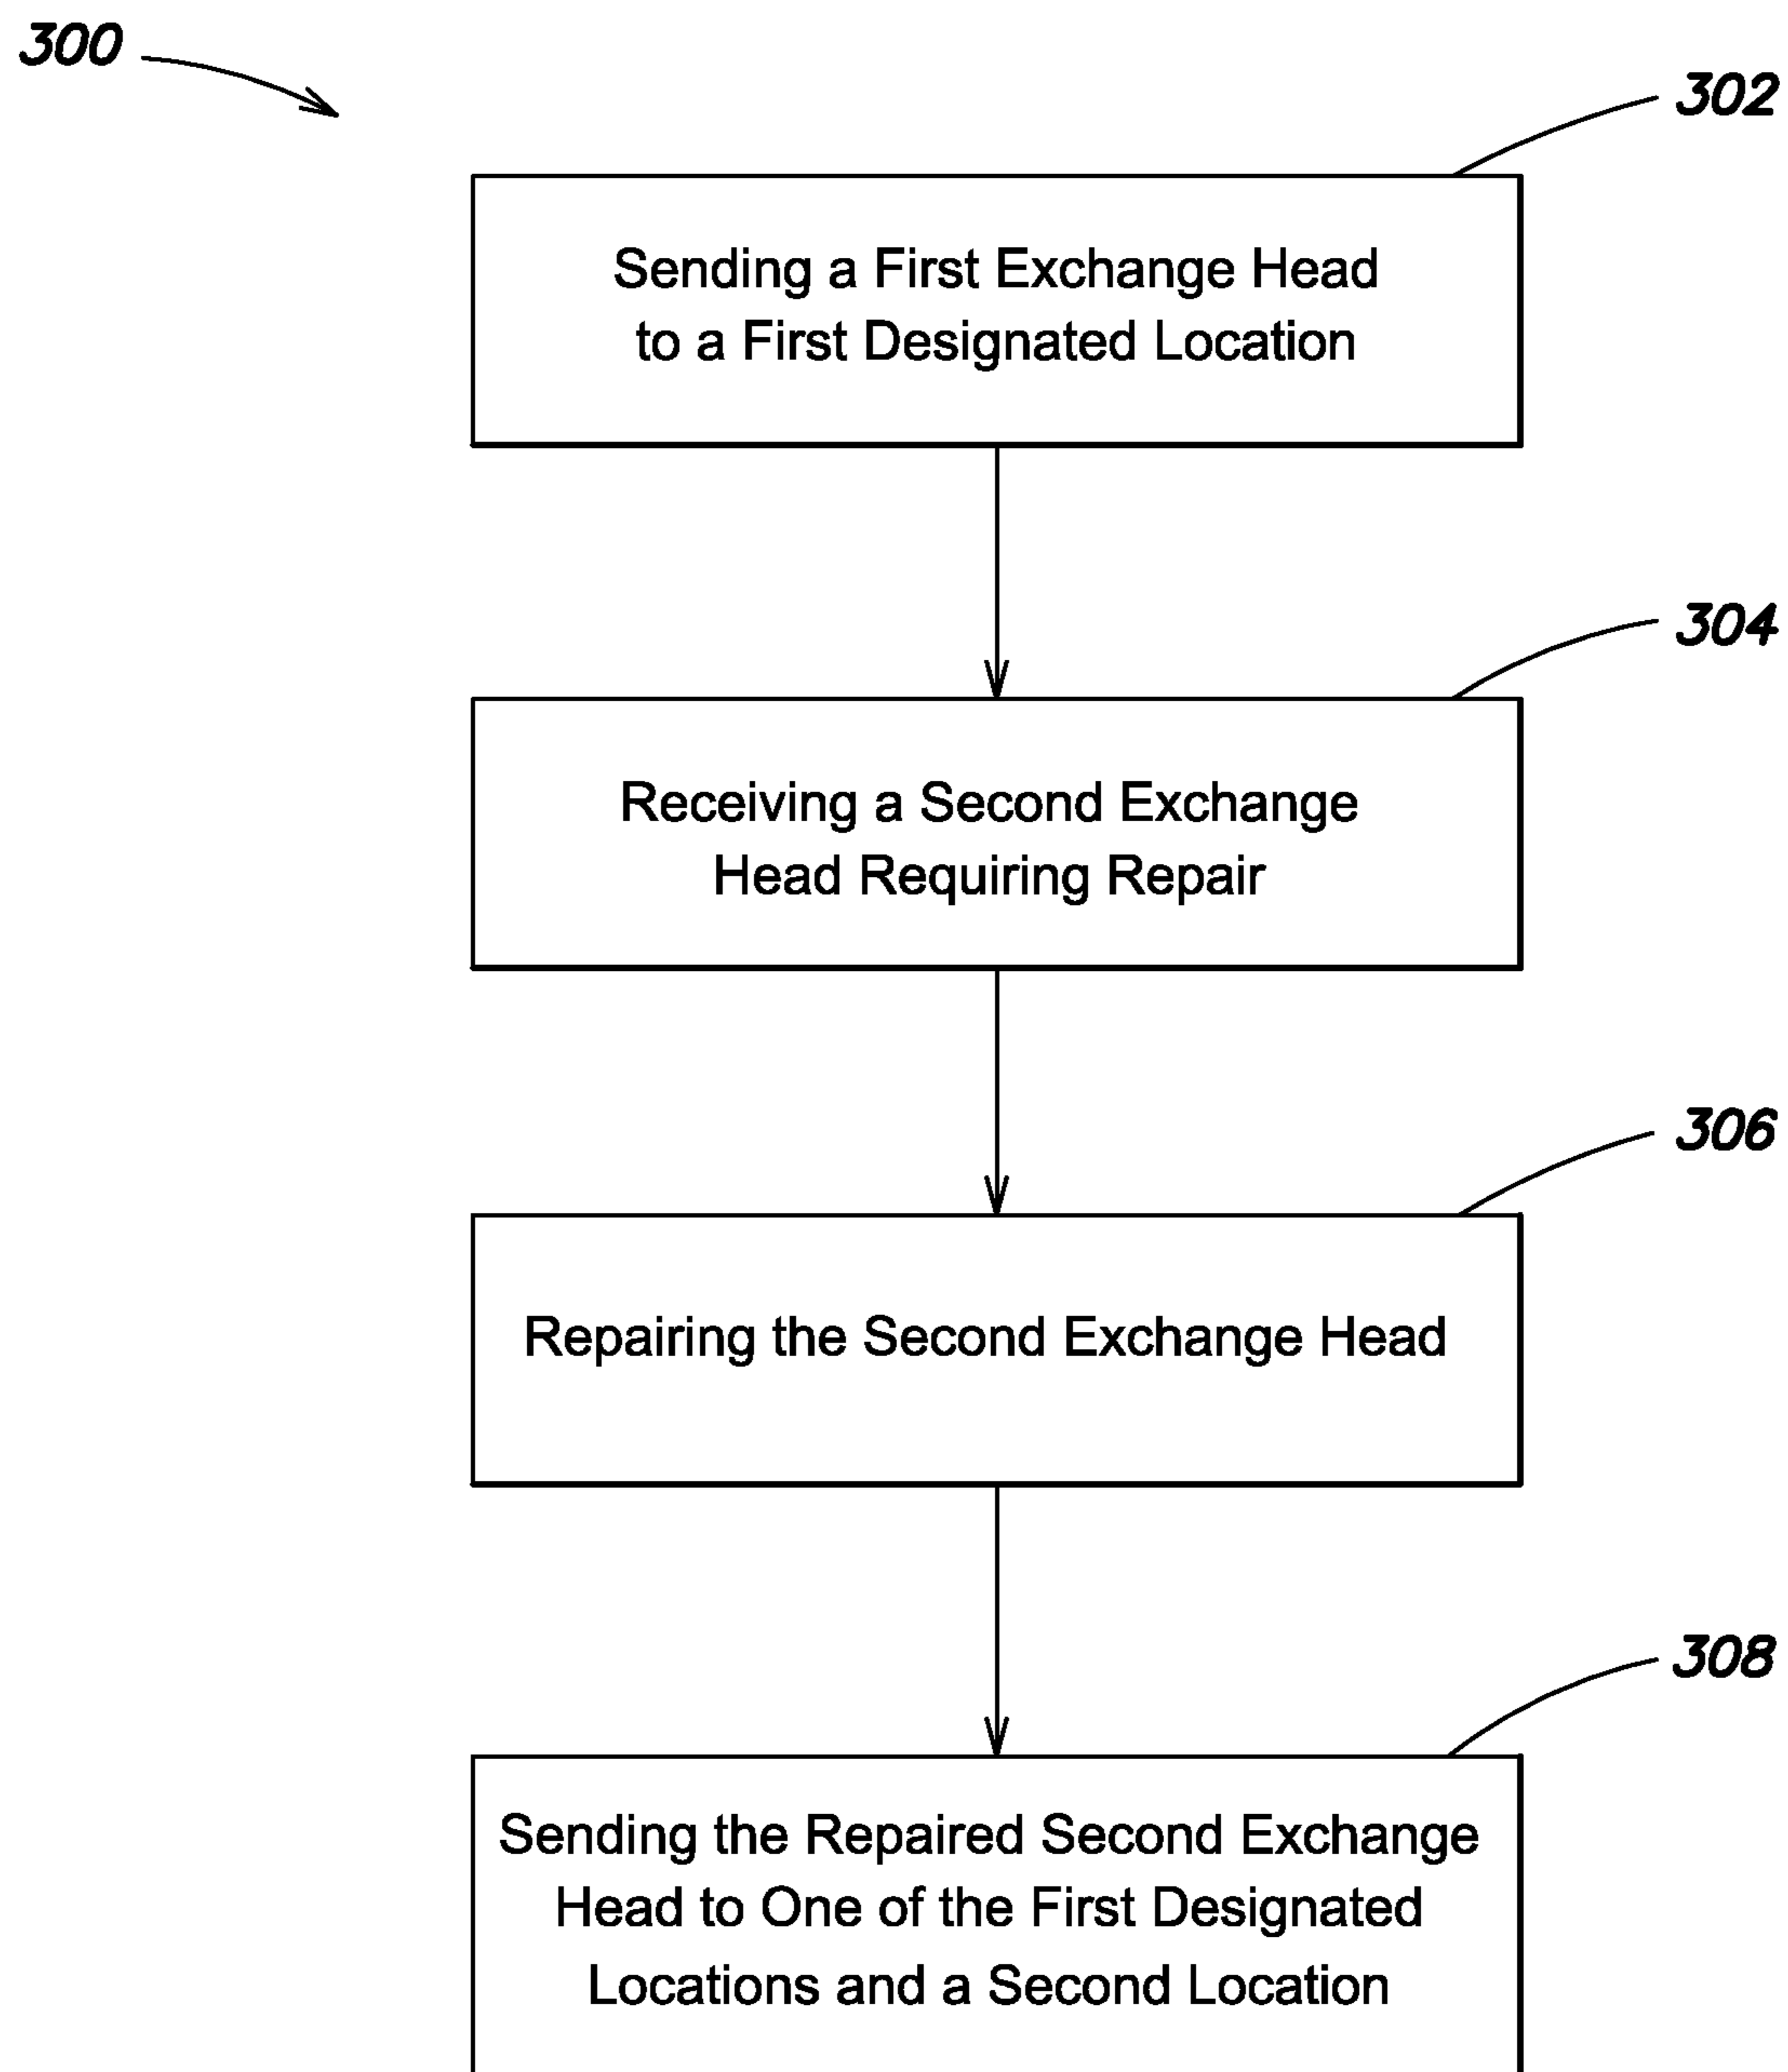 300
302
Sending a First Exchange Head
to a First Designated Location
304
Receiving a Second Exchange
Head Requiring Repair
306
Repairing the Second Exchange Head
308
Sending the Repaired Second Exchange
Head to One of the First Designated
Locations and a Second Location